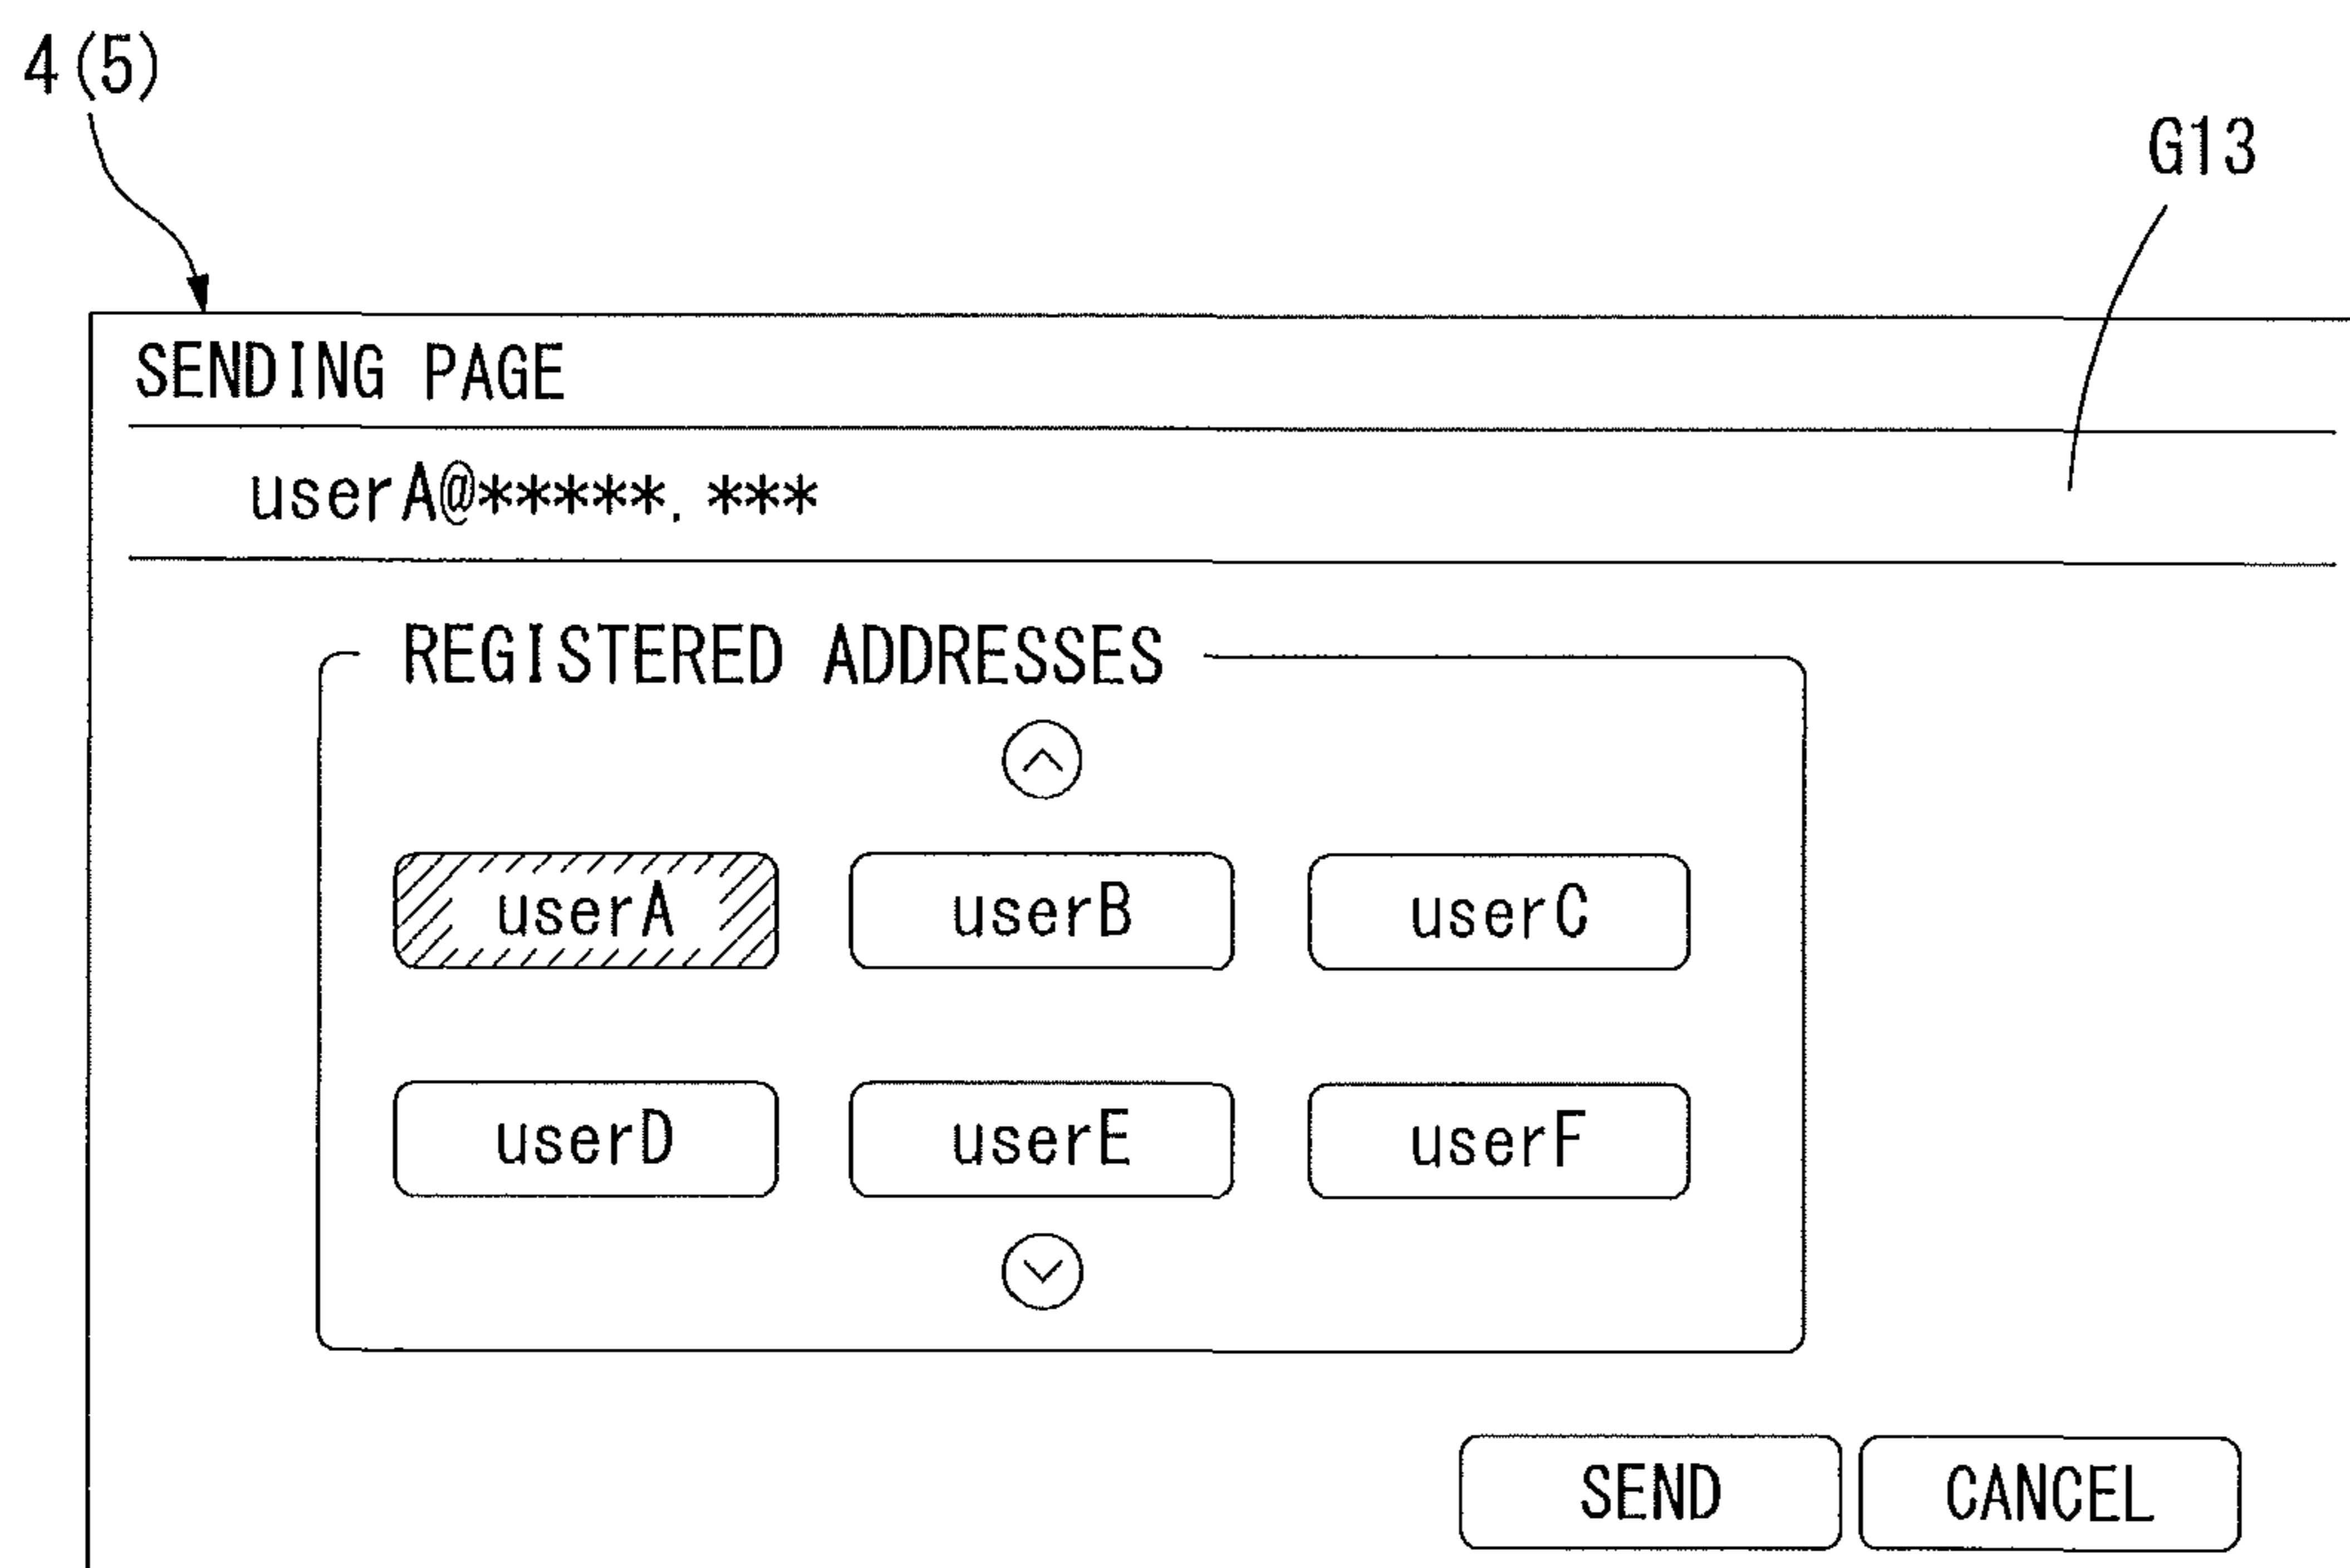 4(5)
G13
SENDING PAGE
userA@*****.***
REGISTERED ADDRESSES
userA userB userC
userD userE userF
SEND CANCEL